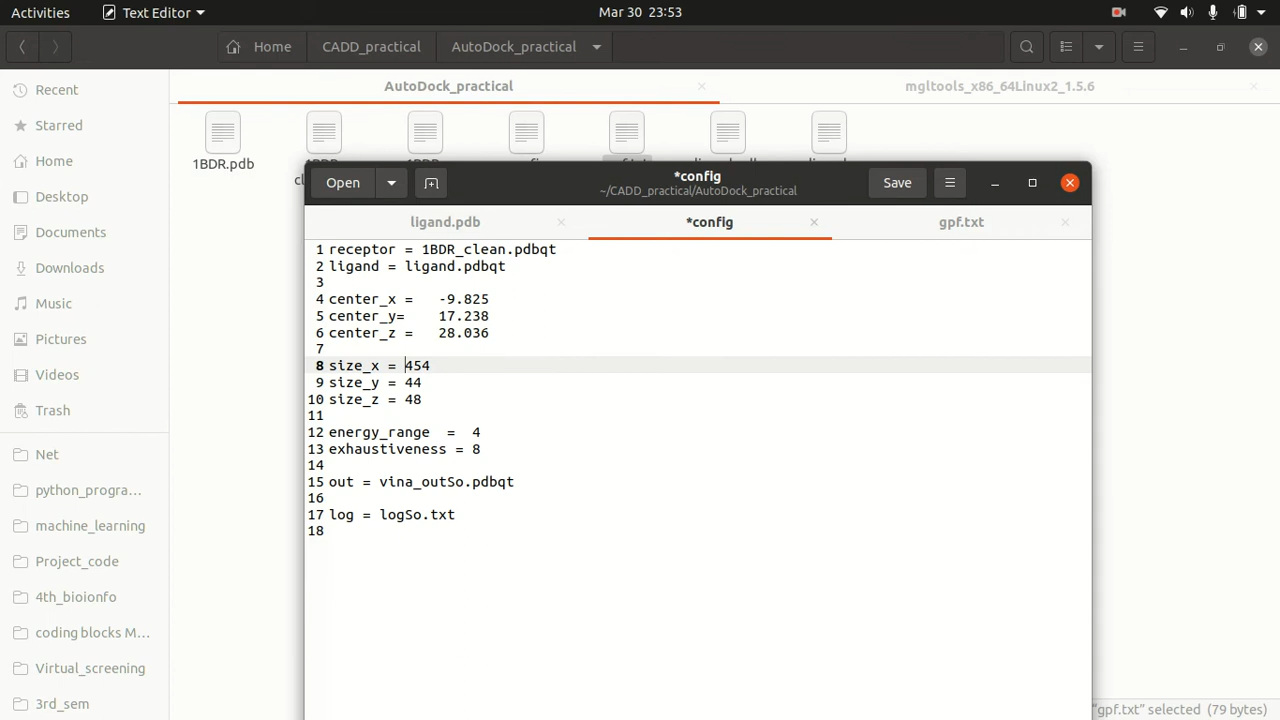 Activities Text Editor Mar 30 23:53
Home CADD_practical AutoDock_practical
Recent
Starred
Home
Desktop
Documents
Downloads
Music
Pictures
Videos
Trash
Net
python_progra…
machine_learning
Project_code
4th_bioionfo
coding blocks M…
Virtual_screening
3rd_sem
AutoDock_practical mgltools_x86_64Linux2_1.5.6
1BDR.pdb
Open *config Save
~/CADD_practical/AutoDock_practical
ligand.pdb *config gpf.txt
1 receptor = 1BDR_clean.pdbqt
2 ligand = ligand.pdbqt
3
4 center_x =   -9.825
5 center_y=    17.238
6 center_z =   28.036
7
8 size_x = 454
9 size_y = 44
10 size_z = 48
11
12 energy_range  =  4
13 exhaustiveness = 8
14
15 out = vina_outSo.pdbqt
16
17 log = logSo.txt
18
"gpf.txt" selected (79 bytes)